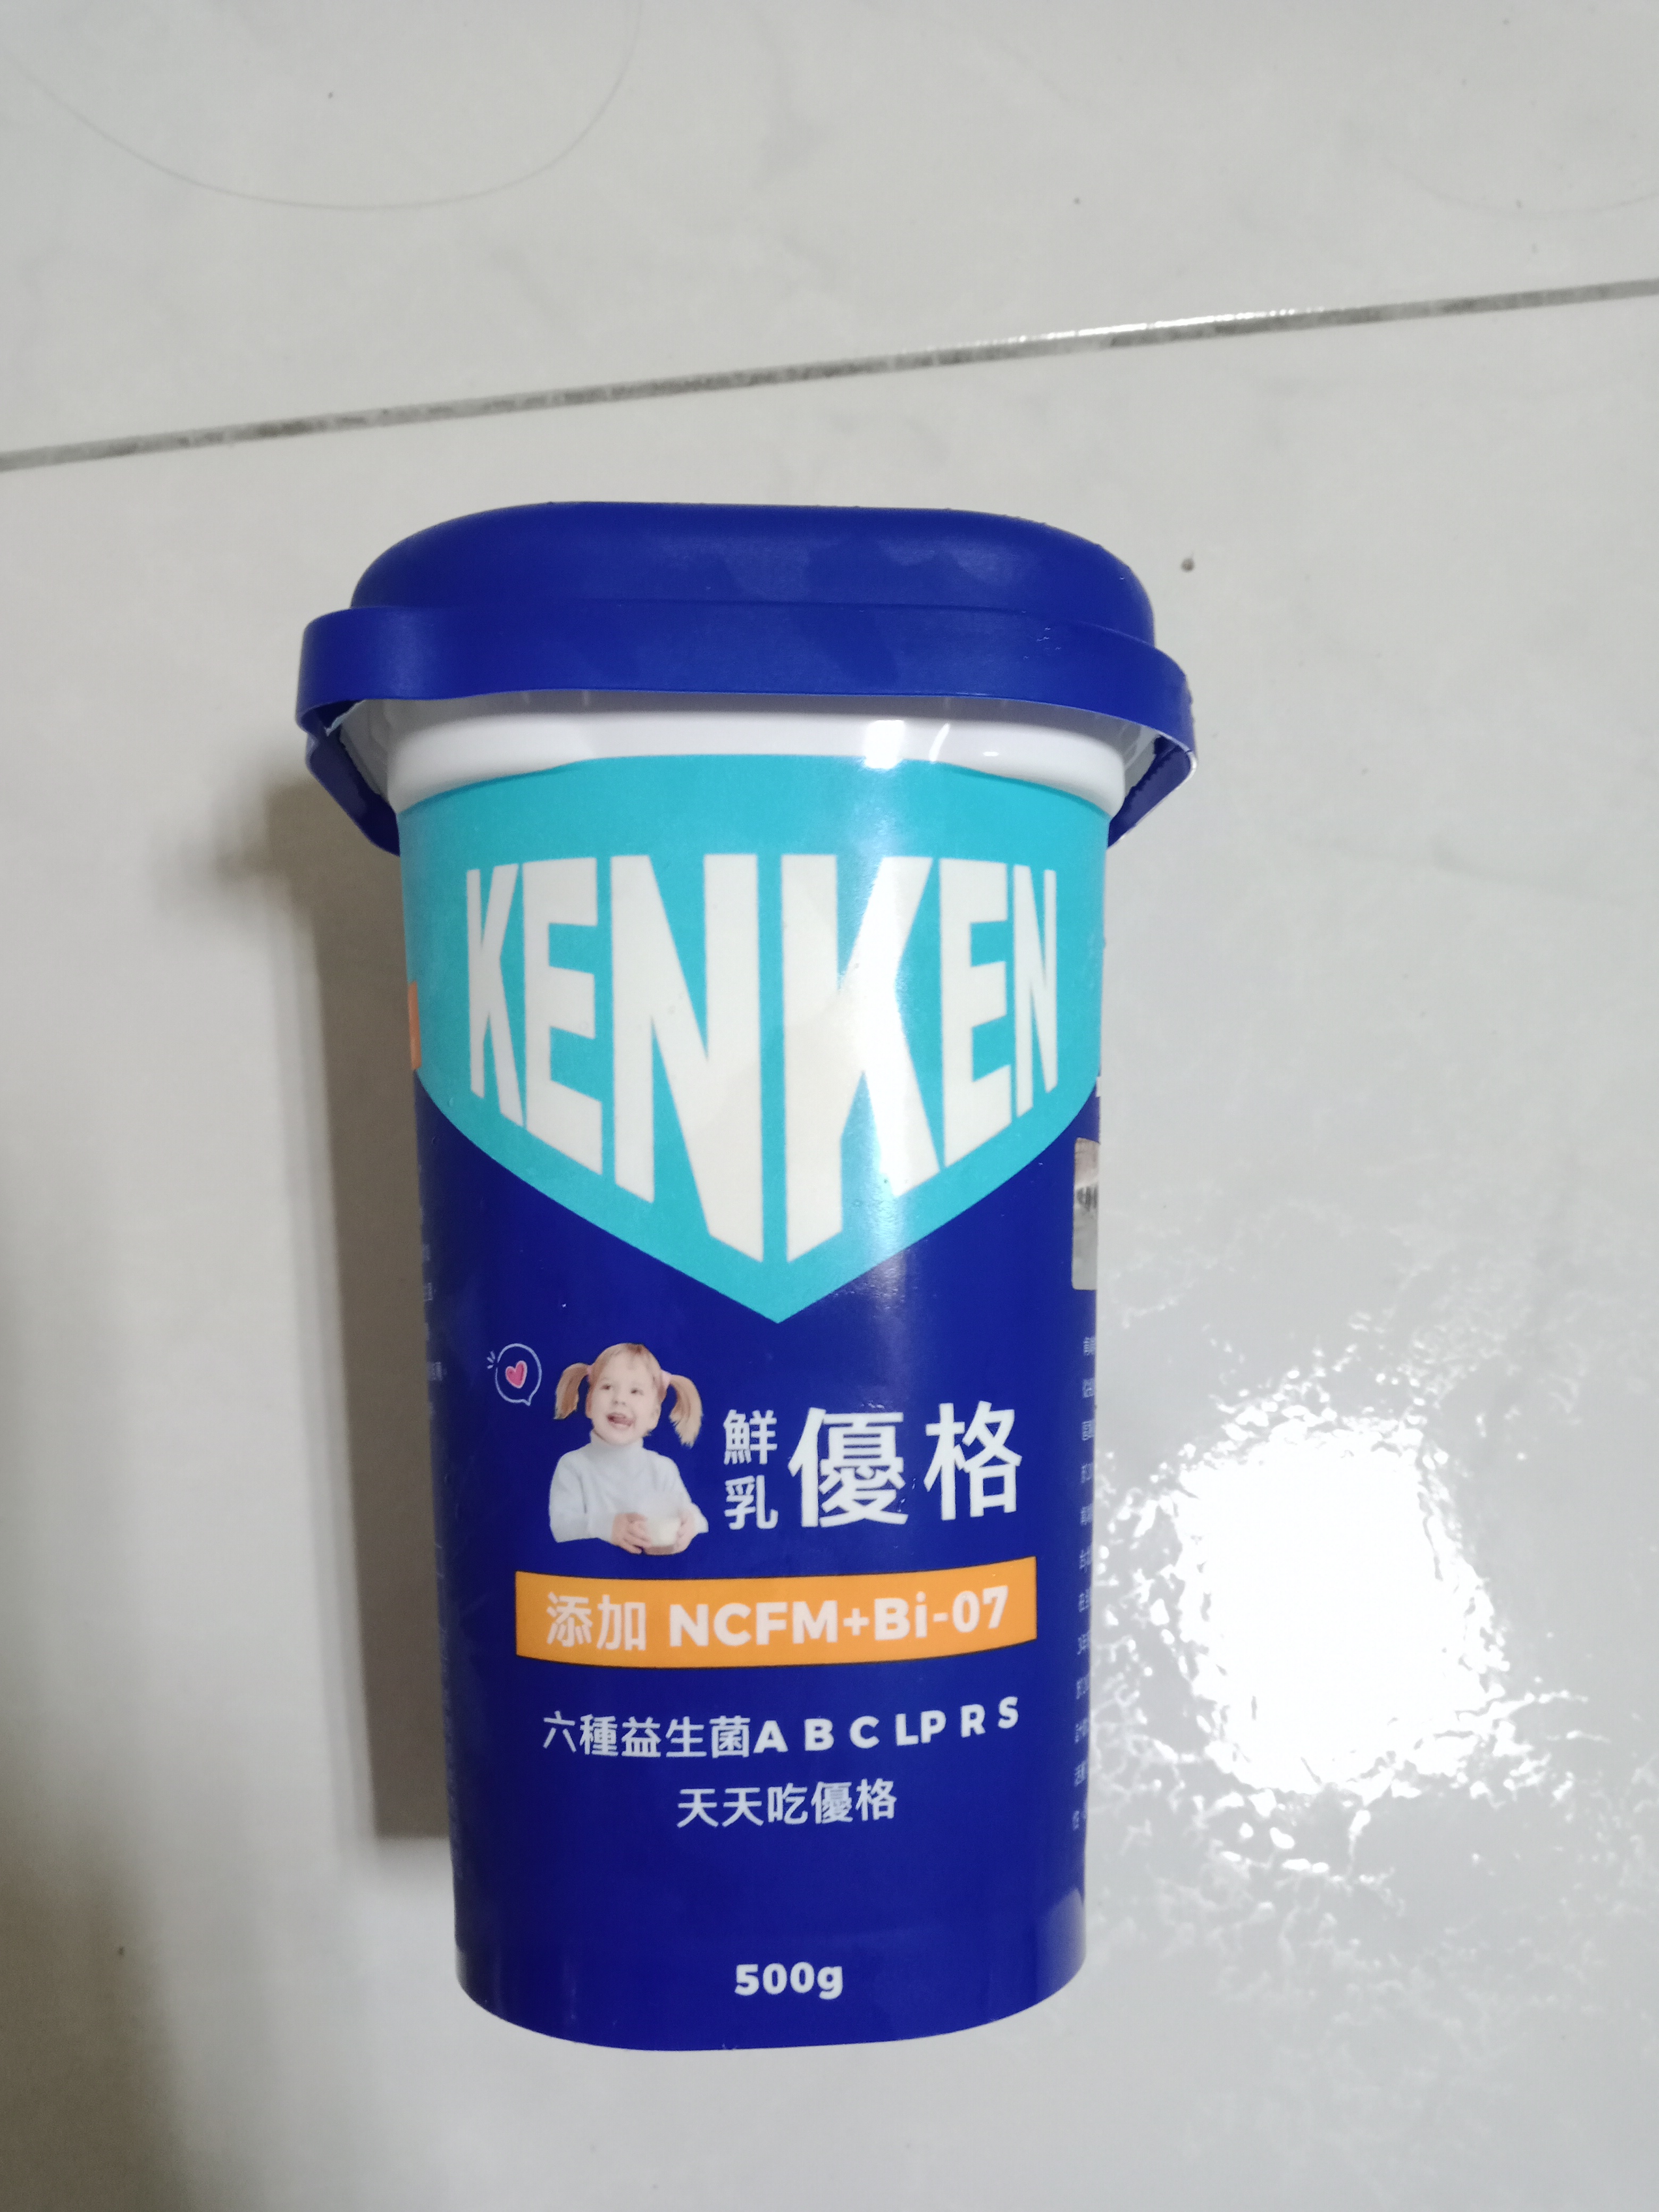 KENKEN
鮮乳優格
添加 NCFM+Bi-07
六種益生菌A B C LP R S
天天吃優格
500g